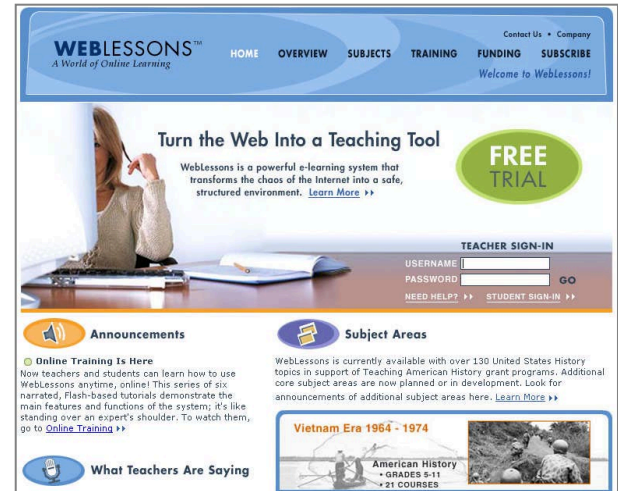 Contact Us • Company
WEBLESSONS™
A World of Online Learning
HOME OVERVIEW SUBJECTS TRAINING FUNDING SUBSCRIBE
Welcome to WebLessons!
Turn the Web Into a Teaching Tool
WebLessons is a powerful e-learning system that
transforms the chaos of the Internet into a safe,
structured environment. Learn More
FREE
TRIAL
TEACHER SIGN-IN
USERNAME
PASSWORD GO
NEED HELP? STUDENT SIGN-IN
Announcements
Online Training Is Here
Now teachers and students can learn how to use
WebLessons anytime, online! This series of six
narrated, Flash-based tutorials demonstrate the
main features and functions of the system; it's like
standing over an expert's shoulder. To watch them,
go to Online Training
What Teachers Are Saying
Subject Areas
WebLessons is currently available with over 130 United States History
topics in support of Teaching American History grant programs. Additional
core subject areas are now planned or in development. Look for
announcements of additional subject areas here. Learn More
Vietnam Era 1964 - 1974
American History
• GRADES 5-11
• 21 COURSES